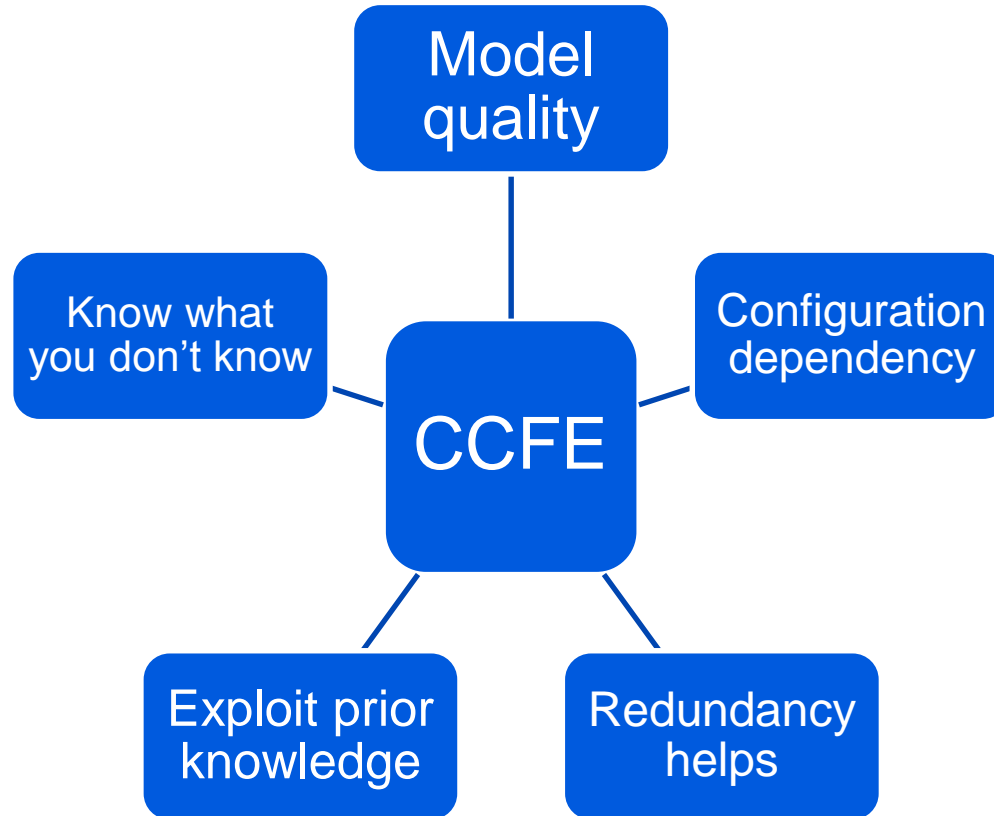 Model
quality
Know what
you don’t know
Configuration
dependency
CCFE
Exploit prior
knowledge
Redundancy
helps